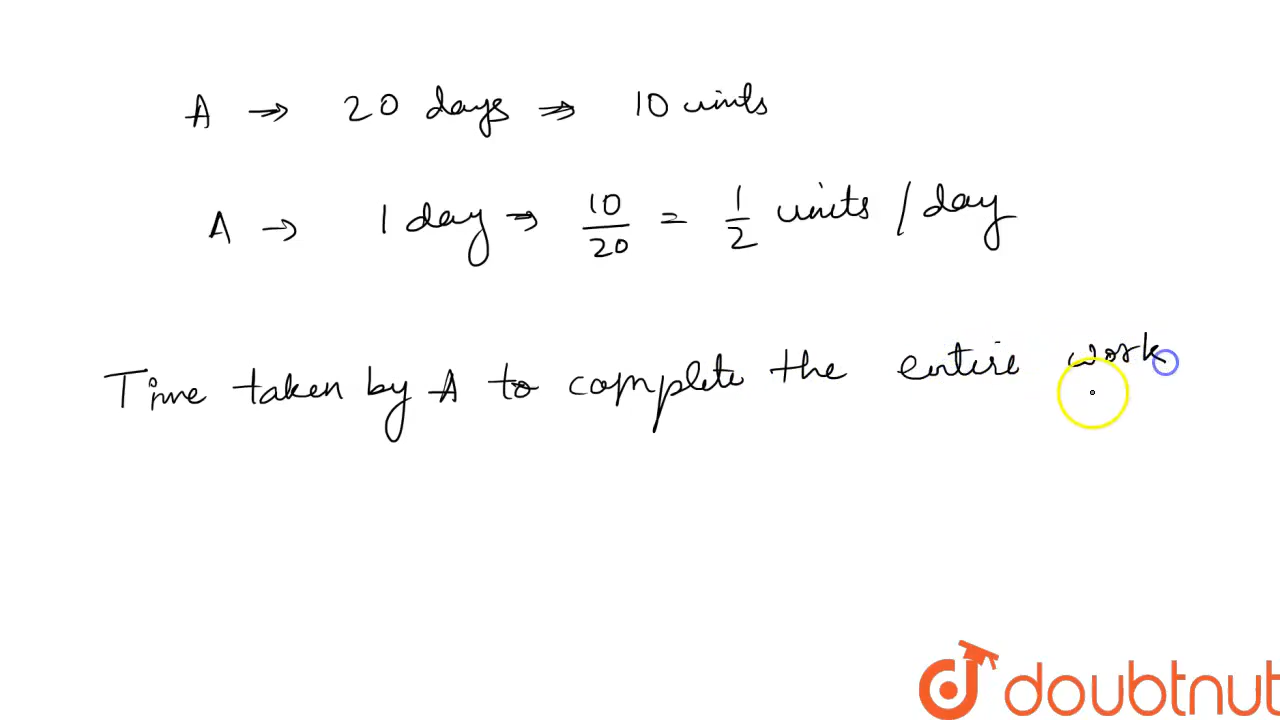 A → 20 days ⇒ 10 units
A → 1 day → 10/20 = 1/2 units / day
Time taken by A to complete the entire work
doubtnut